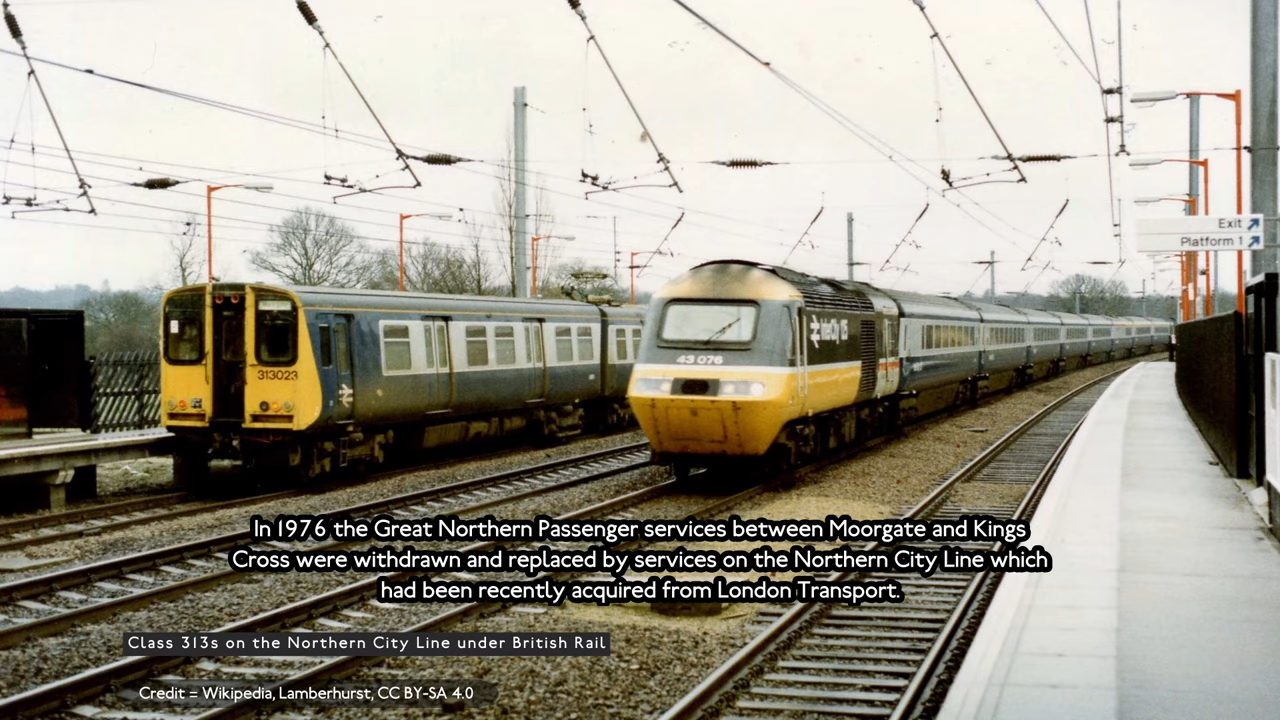 Exit
Platform 1
InterCity 125
43 076
313023
In 1976 the Great Northern Passenger services between Moorgate and Kings
Cross were withdrawn and replaced by services on the Northern City Line which
had been recently acquired from London Transport.
Class 313s on the Northern City Line under British Rail
Credit = Wikipedia, Lamberhurst, CC BY-SA 4.0